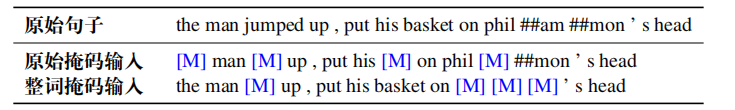 原始句子 the man jumped up , put his basket on phil ##am ##mon ’ s head
原始掩码输入 [M] man [M] up , put his [M] on phil [M] ##mon ’ s head
整词掩码输入 the man [M] up , put his basket on [M] [M] [M] ’ s head